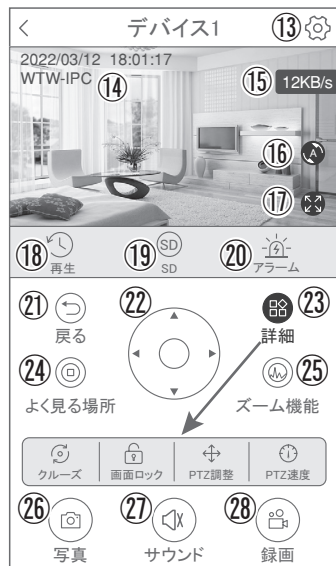 デバイス1 ⑬
2022/03/12 18:01:17
WTW-IPC ⑭ ⑮ 12KB/s
⑯ A
⑰
⑱ 再生 ⑲ SD SD ⑳ アラーム
㉑ 戻る ㉒ ㉓ 詳細
㉔ よく見る場所 ㉕ ズーム機能
クルーズ 画面ロック PTZ調整 PTZ速度
㉖ 写真 ㉗ サウンド ㉘ 録画